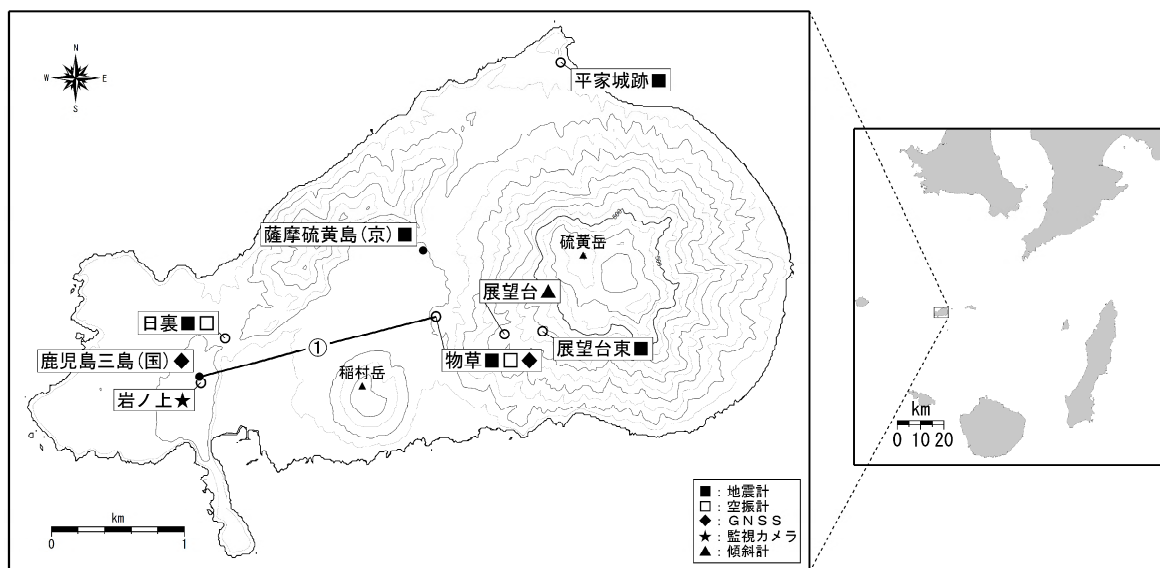 N
W E
S
平家城跡■
薩摩硫黄島(京)■
硫黄岳
展望台▲
日裏■□
①
展望台東■
鹿児島三島(国)◆
物草■□◆
稲村岳
岩ノ上★
km
0 1
■：地震計
□：空振計
◆：ＧＮＳＳ
★：監視カメラ
▲：傾斜計
km
0 10 20